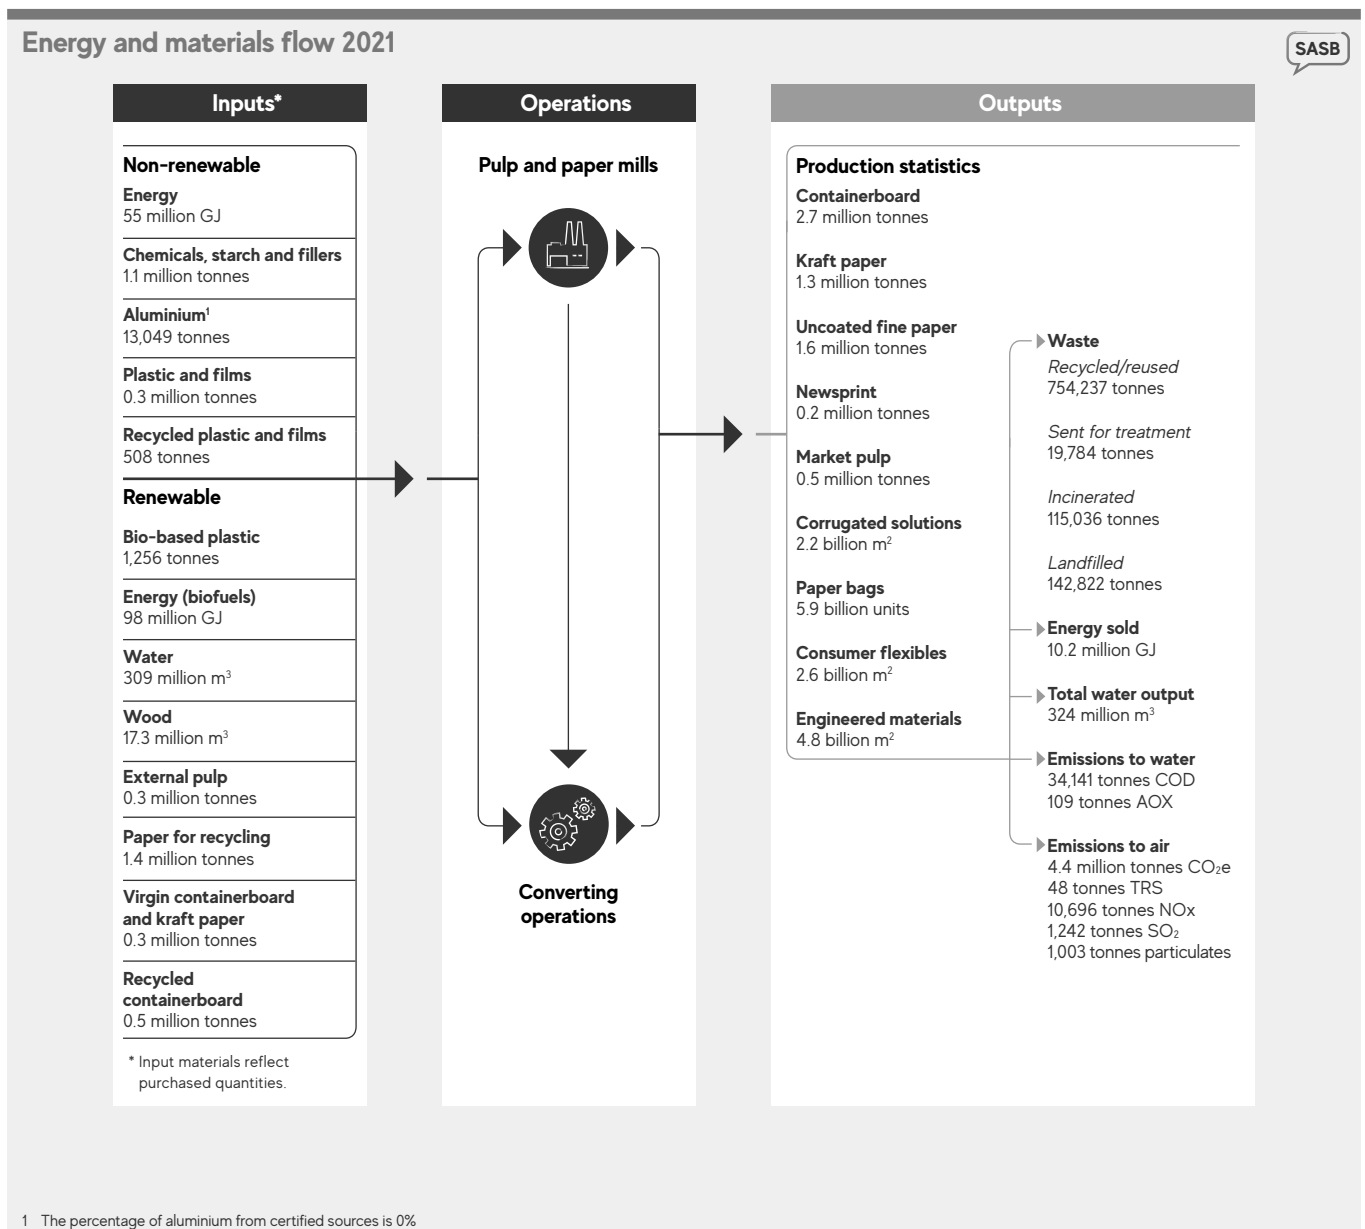 Energy and materials flow 2021
SASB
Inputs*
Non-renewable
Energy
55 million GJ
Chemicals, starch and fillers
1.1 million tonnes
Aluminium¹
13,049 tonnes
Plastic and films
0.3 million tonnes
Recycled plastic and films
508 tonnes
Renewable
Bio-based plastic
1,256 tonnes
Energy (biofuels)
98 million GJ
Water
309 million m³
Wood
17.3 million m³
External pulp
0.3 million tonnes
Paper for recycling
1.4 million tonnes
Virgin containerboard
and kraft paper
0.3 million tonnes
Recycled
containerboard
0.5 million tonnes
* Input materials reflect
purchased quantities.
Operations
Pulp and paper mills
Converting
operations
Outputs
Production statistics
Containerboard
2.7 million tonnes
Kraft paper
1.3 million tonnes
Uncoated fine paper
1.6 million tonnes
Newsprint
0.2 million tonnes
Market pulp
0.5 million tonnes
Corrugated solutions
2.2 billion m²
Paper bags
5.9 billion units
Consumer flexibles
2.6 billion m²
Engineered materials
4.8 billion m²
Waste
Recycled/reused
754,237 tonnes
Sent for treatment
19,784 tonnes
Incinerated
115,036 tonnes
Landfilled
142,822 tonnes
Energy sold
10.2 million GJ
Total water output
324 million m³
Emissions to water
34,141 tonnes COD
109 tonnes AOX
Emissions to air
4.4 million tonnes CO₂e
48 tonnes TRS
10,696 tonnes NOx
1,242 tonnes SO₂
1,003 tonnes particulates
1 The percentage of aluminium from certified sources is 0%